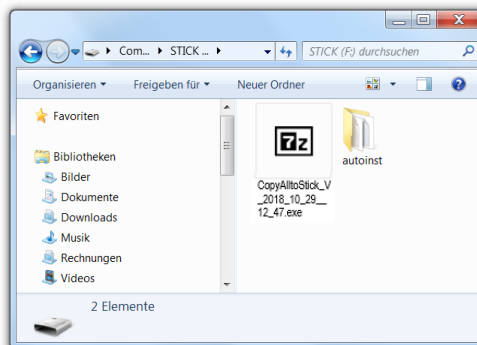 Com... ▸ STICK ... ▸
STICK (F:) durchsuchen
Organisieren ▾ Freigeben für ▾ Neuer Ordner
Favoriten
Bibliotheken
Bilder
Dokumente
Downloads
Musik
Rechnungen
Videos
7z
CopyAlltoStick_V
_2018_10_29__
12_47.exe
autoinst
2 Elemente